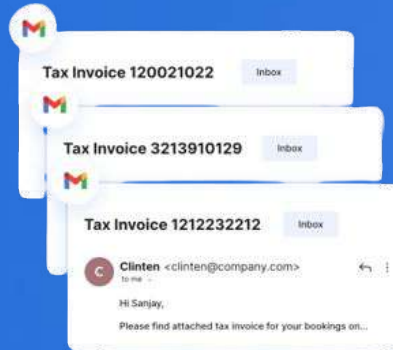 Tax Invoice 120021022 Inbox
Tax Invoice 3213910129 Inbox
Tax Invoice 1212232212 Inbox
C Clinten <clinten@company.com>
to me
Hi Sanjay,
Please find attached tax invoice for your bookings on...